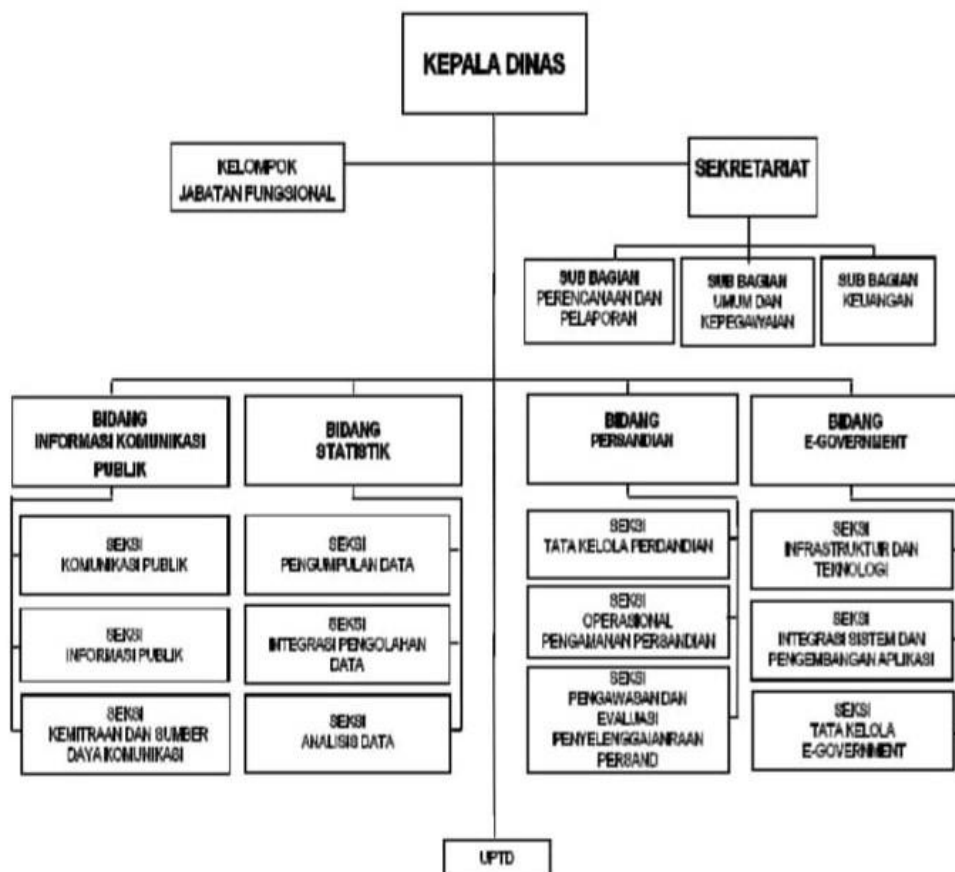 KEPALA DINAS
KELOMPOK
JABATAN FUNGSIONAL
SEKRETARIAT
SUB BAGIAN
PERENCANAAN DAN
PELAPORAN
SUB BAGIAN
UMUM DAN
KEPEGAWAIAN
SUB BAGIAN
KEUANGAN
BIDANG
INFORMASI KOMUNIKASI
PUBLIK
BIDANG
STATISTIK
BIDANG
PERSANDIAN
BIDANG
E-GOVERNMENT
SEKSI
KOMUNIKASI PUBLIK
SEKSI
INFORMASI PUBLIK
SEKSI
KEMITRAAN DAN SUMBER
DAYA KOMUNIKASI
SEKSI
PENGUMPULAN DATA
SEKSI
INTEGRASI PENGOLAHAN
DATA
SEKSI
ANALISIS DATA
SEKSI
TATA KELOLA PERDANDIAN
SEKSI
OPERASIONAL
PENGAMANAN PERSANDIAN
SEKSI
PENGAWASAN DAN
EVALUASI
PENYELENGGAIANRAAN
PERSAND
SEKSI
INFRASTRUKTUR DAN
TEKNOLOGI
SEKSI
INTEGRASI SISTEM DAN
PENGEMBANGAN APLIKASI
SEKSI
TATA KELOLA
E-GOVERNMENT
UPTD